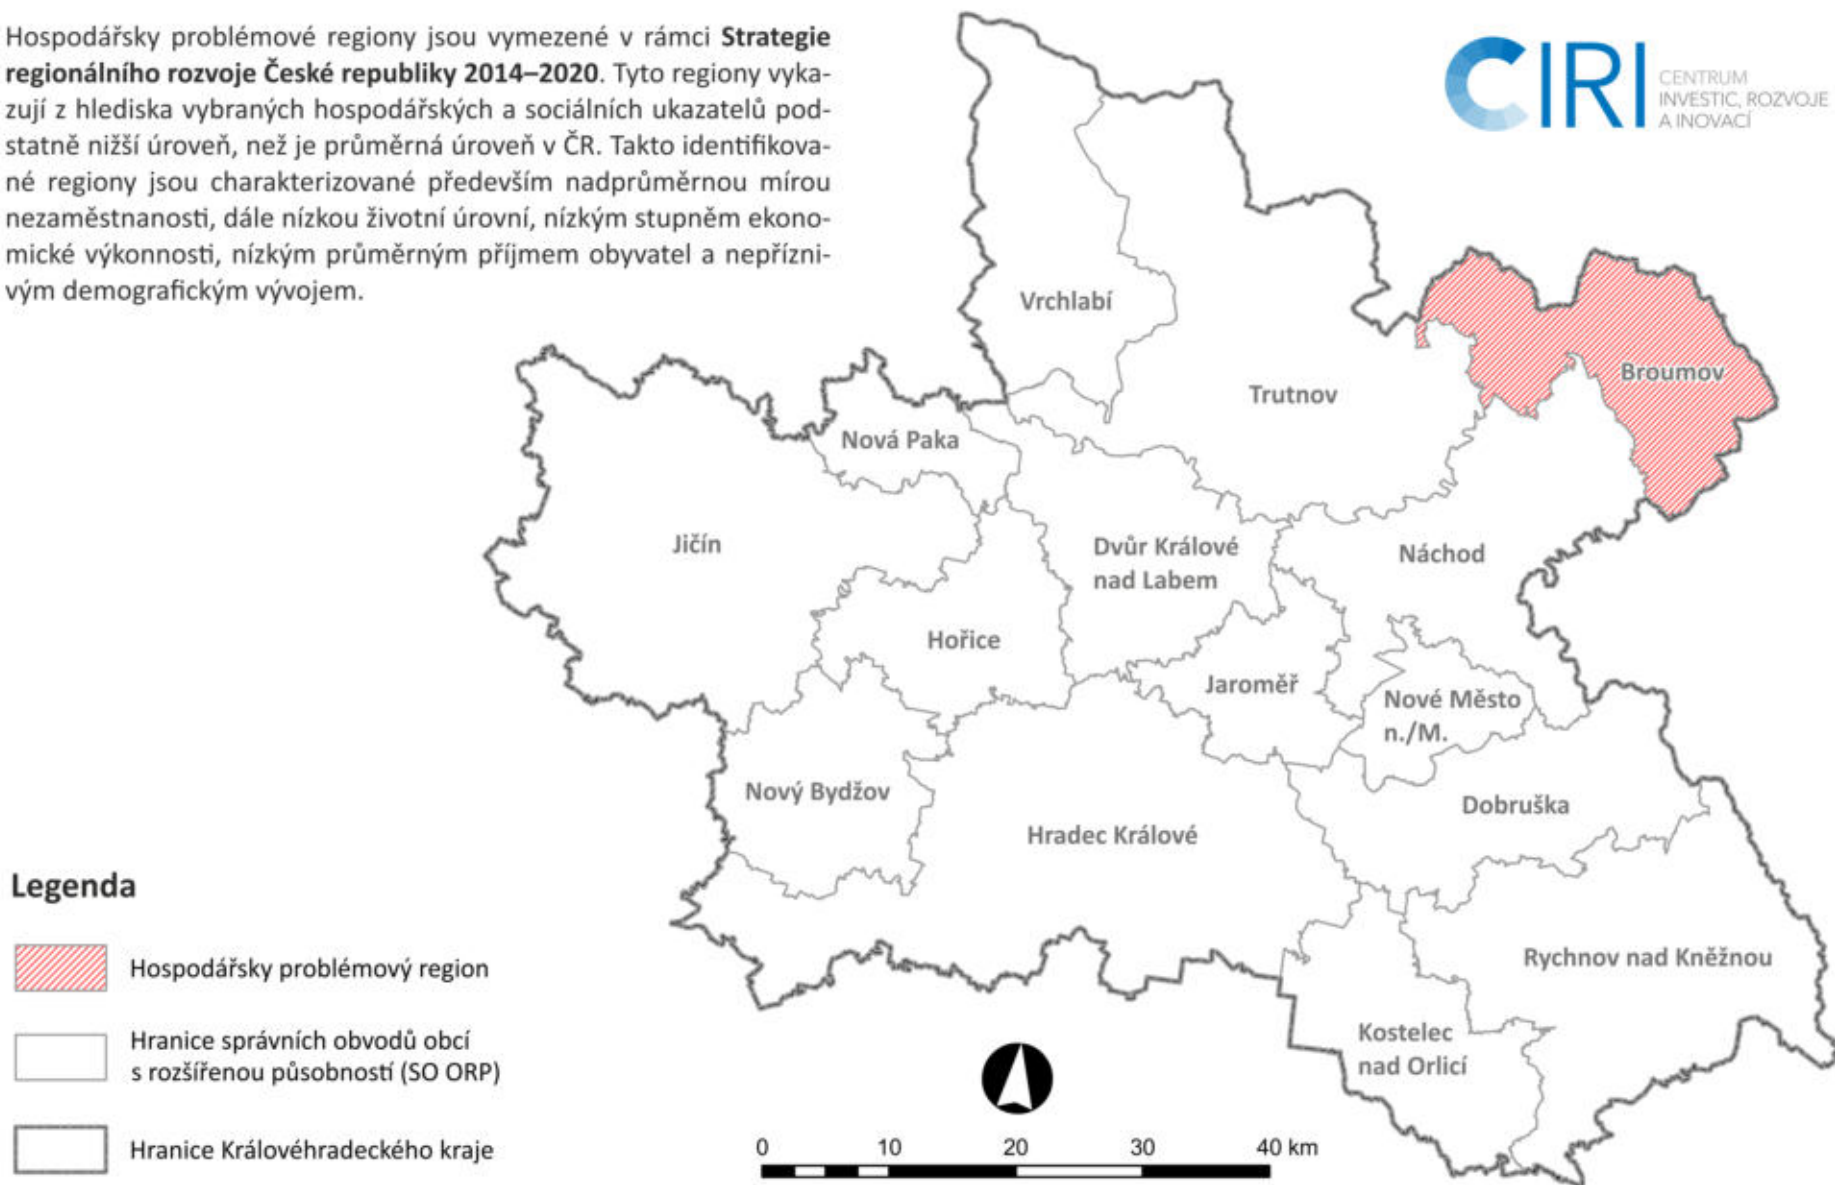 Hospodářsky problémové regiony jsou vymezené v rámci Strategie
regionálního rozvoje České republiky 2014–2020. Tyto regiony vyka-
zují z hlediska vybraných hospodářských a sociálních ukazatelů pod-
statně nižší úroveň, než je průměrná úroveň v ČR. Takto identifikova-
né regiony jsou charakterizované především nadprůměrnou mírou
nezaměstnanosti, dále nízkou životní úrovní, nízkým stupněm ekono-
mické výkonnosti, nízkým průměrným příjmem obyvatel a nepřízni-
vým demografickým vývojem.
CIRI
CENTRUM
INVESTIC, ROZVOJE
A INOVACÍ
Vrchlabí
Trutnov
Broumov
Nová Paka
Jičín
Dvůr Králové
nad Labem
Náchod
Hořice
Jaroměř
Nové Město
n./M.
Nový Bydžov
Hradec Králové
Dobruška
Rychnov nad Kněžnou
Kostelec
nad Orlicí
Legenda
Hospodářsky problémový region
Hranice správních obvodů obcí
s rozšířenou působností (SO ORP)
Hranice Královéhradeckého kraje
0 10 20 30 40 km